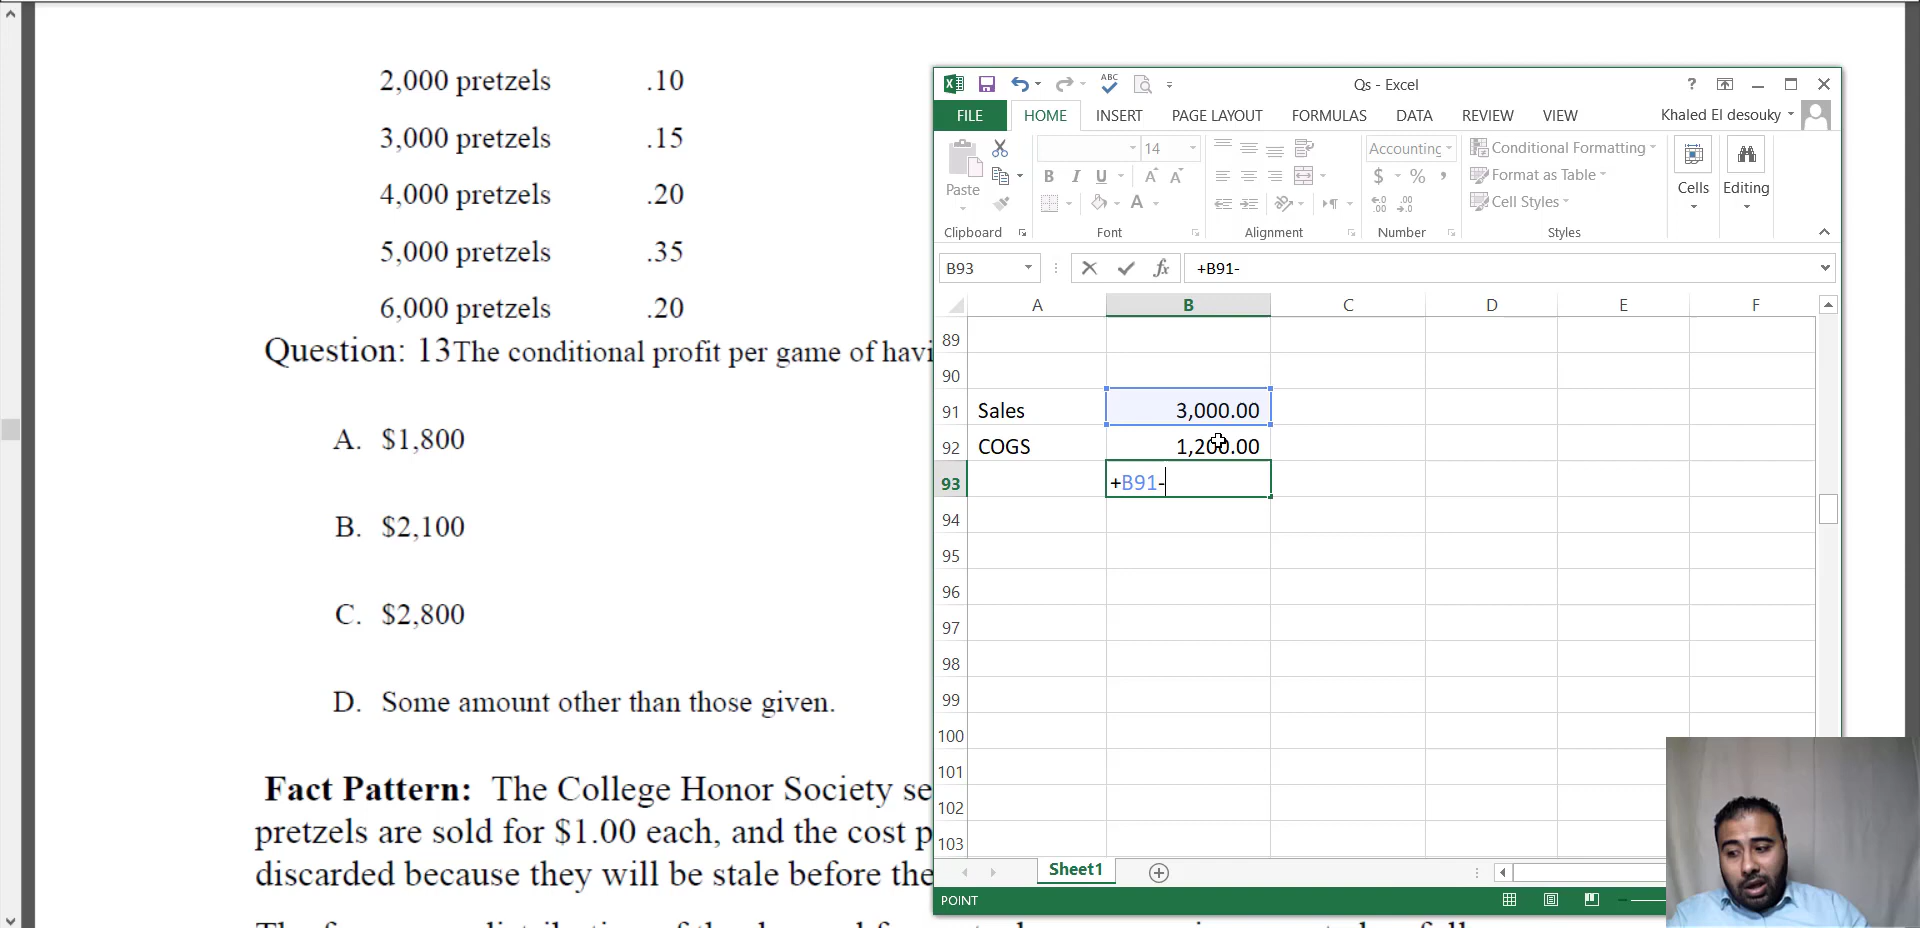 2,000 pretzels .10
3,000 pretzels .15
4,000 pretzels .20
5,000 pretzels .35
6,000 pretzels .20
Question: 13 The conditional profit per game of havi
A. $1,800
B. $2,100
C. $2,800
D. Some amount other than those given.
Fact Pattern: The College Honor Society se
pretzels are sold for $1.00 each, and the cost p
discarded because they will be stale before the
ABC
Qs - Excel
?
FILE HOME INSERT PAGE LAYOUT FORMULAS DATA REVIEW VIEW Khaled El desouky
Paste
14
B I U A A
A
Accounting
$ % ,
Conditional Formatting
Format as Table
Cell Styles
Cells
Editing
Clipboard Font Alignment Number Styles
B93 fx +B91-
A B C D E F
89
90
91 Sales 3,000.00
92 COGS 1,200.00
93 +B91-
94
95
96
97
98
99
100
101
102
103
Sheet1
POINT